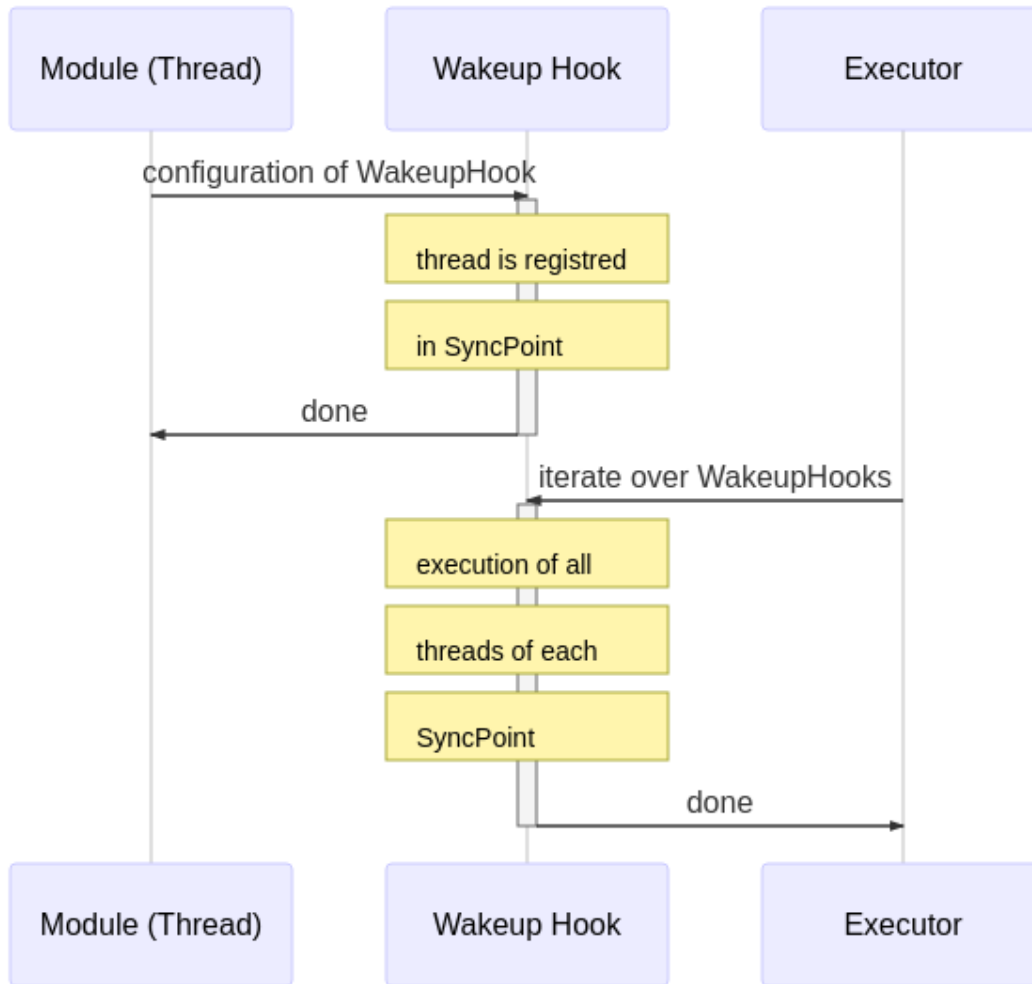 Module (Thread)
Wakeup Hook
Executor
configuration of WakeupHook
thread is registred
in SyncPoint
done
iterate over WakeupHooks
execution of all
threads of each
SyncPoint
done
Module (Thread)
Wakeup Hook
Executor